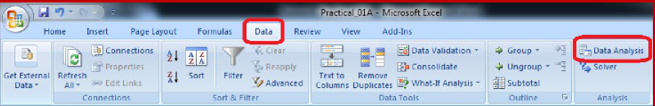 Practical_01A - Microsoft Excel
Home Insert Page Layout Formulas Data Review View Add-Ins
Get External Data
Refresh All
Connections
Properties
Edit Links
Connections
Sort
Filter
Clear
Reapply
Advanced
Sort & Filter
Text to Columns
Remove Duplicates
Data Validation
Consolidate
What-If Analysis
Data Tools
Group
Ungroup
Subtotal
Outline
Data Analysis
Solver
Analysis